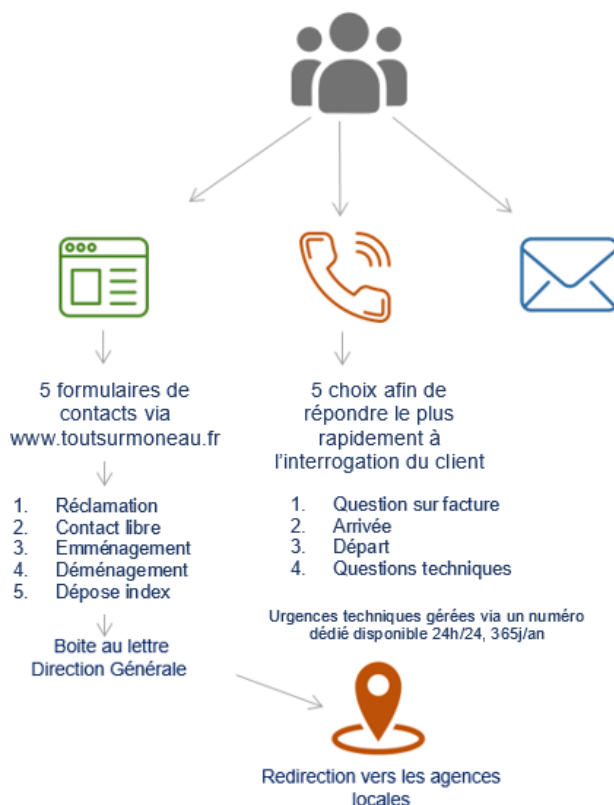 5 formulaires de
contacts via
www.toutsurmoneau.fr
1. Réclamation
2. Contact libre
3. Emménagement
4. Déménagement
5. Dépose index
Boite au lettre
Direction Générale
5 choix afin de
répondre le plus
rapidement à
l'interrogation du client
1. Question sur facture
2. Arrivée
3. Départ
4. Questions techniques
Urgences techniques gérées via un numéro
dédié disponible 24h/24, 365j/an
Redirection vers les agences
locales